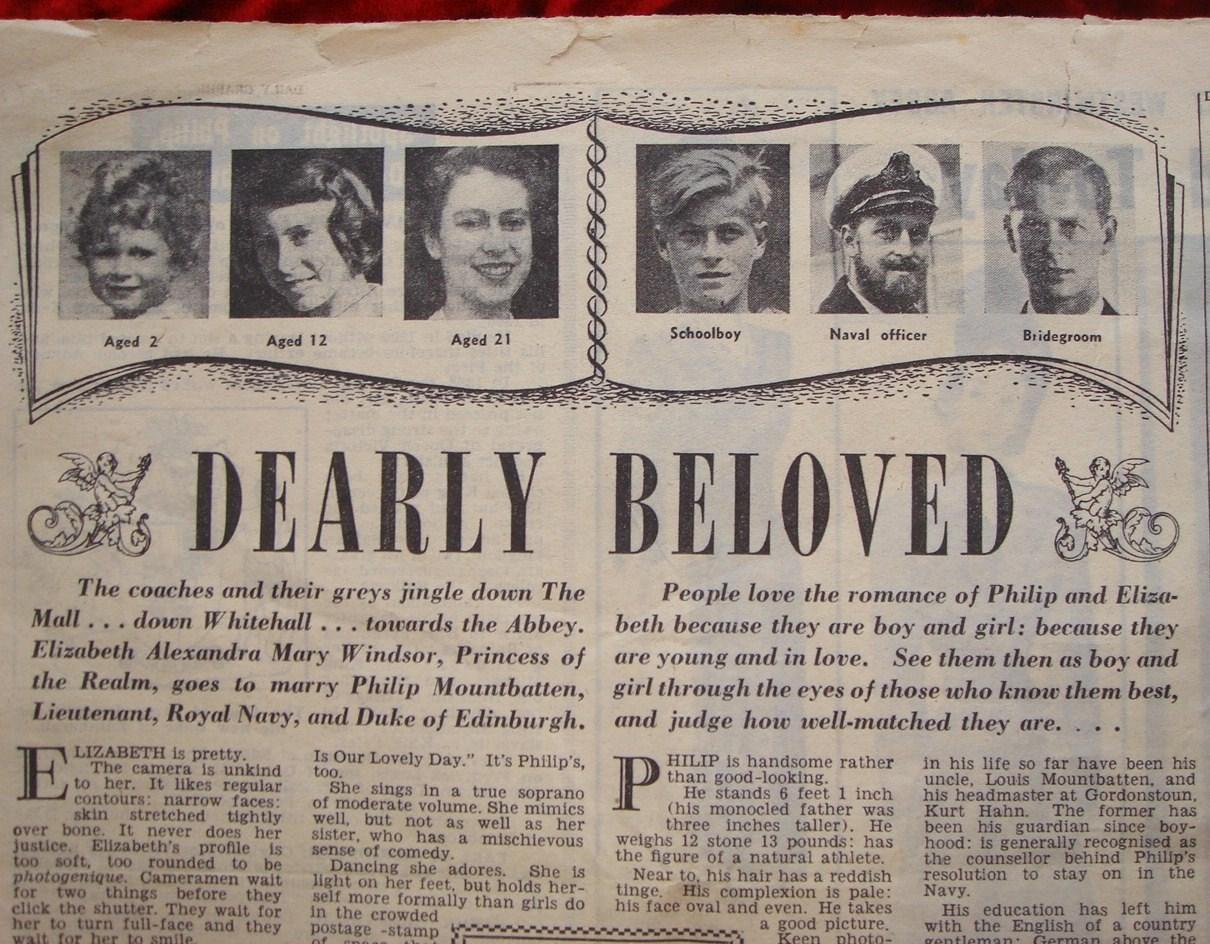 Aged 2
Aged 12
Aged 21
Schoolboy
Naval officer
Bridegroom
DEARLY BELOVED
The coaches and their greys jingle down The
Mall . . . down Whitehall . . . towards the Abbey.
Elizabeth Alexandra Mary Windsor, Princess of
the Realm, goes to marry Philip Mountbatten,
Lieutenant, Royal Navy, and Duke of Edinburgh.
People love the romance of Philip and Eliza-
beth because they are boy and girl: because they
are young and in love. See them then as boy and
girl through the eyes of those who know them best,
and judge how well-matched they are. . . .
ELIZABETH is pretty.
The camera is unkind
to her. It likes regular
contours: narrow faces:
skin stretched tightly
over bone. It never does her
justice. Elizabeth's profile is
too soft, too rounded to be
photogenique. Cameramen wait
for two things before they
click the shutter. They wait for
her to turn full-face and they
wait for her to smile.
Is Our Lovely Day." It's Philip's,
too.
She sings in a true soprano
of moderate volume. She mimics
well, but not as well as her
sister, who has a mischievous
sense of comedy.
Dancing she adores. She is
light on her feet, but holds her-
self more formally than girls do
in the crowded
postage -stamp
of space that
PHILIP is handsome rather
than good-looking.
He stands 6 feet 1 inch
(his monocled father was
three inches taller). He
weighs 12 stone 13 pounds: has
the figure of a natural athlete.
Near to, his hair has a reddish
tinge. His complexion is pale:
his face oval and even. He takes
a good picture.
Keen photo-
in his life so far have been his
uncle, Louis Mountbatten, and
his headmaster at Gordonstoun,
Kurt Hahn. The former has
been his guardian since boy-
hood: is generally recognised as
the counsellor behind Philip's
resolution to stay on in the
Navy.
His education has left him
with the English of a country
gentleman, German about the